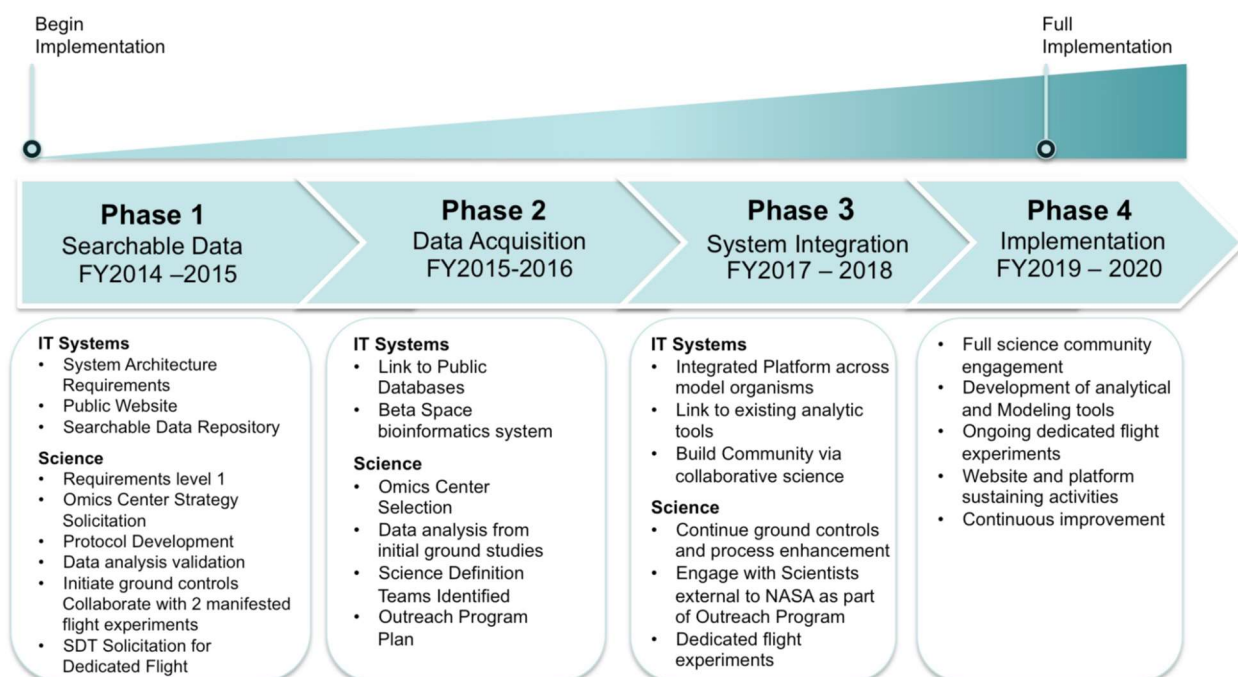 Begin
Implementation
Full
Implementation
Phase 1
Searchable Data
FY2014 –2015
Phase 2
Data Acquisition
FY2015-2016
Phase 3
System Integration
FY2017 – 2018
Phase 4
Implementation
FY2019 – 2020
IT Systems
• System Architecture
Requirements
• Public Website
• Searchable Data Repository
Science
• Requirements level 1
• Omics Center Strategy
Solicitation
• Protocol Development
• Data analysis validation
• Initiate ground controls
Collaborate with 2 manifested
flight experiments
• SDT Solicitation for
Dedicated Flight
IT Systems
• Link to Public
Databases
• Beta Space
bioinformatics system
Science
• Omics Center
Selection
• Data analysis from
initial ground studies
• Science Definition
Teams Identified
• Outreach Program
Plan
IT Systems
• Integrated Platform across
model organisms
• Link to existing analytic
tools
• Build Community via
collaborative science
Science
• Continue ground controls
and process enhancement
• Engage with Scientists
external to NASA as part
of Outreach Program
• Dedicated flight
experiments
• Full science community
engagement
• Development of analytical
and Modeling tools
• Ongoing dedicated flight
experiments
• Website and platform
sustaining activities
• Continuous improvement